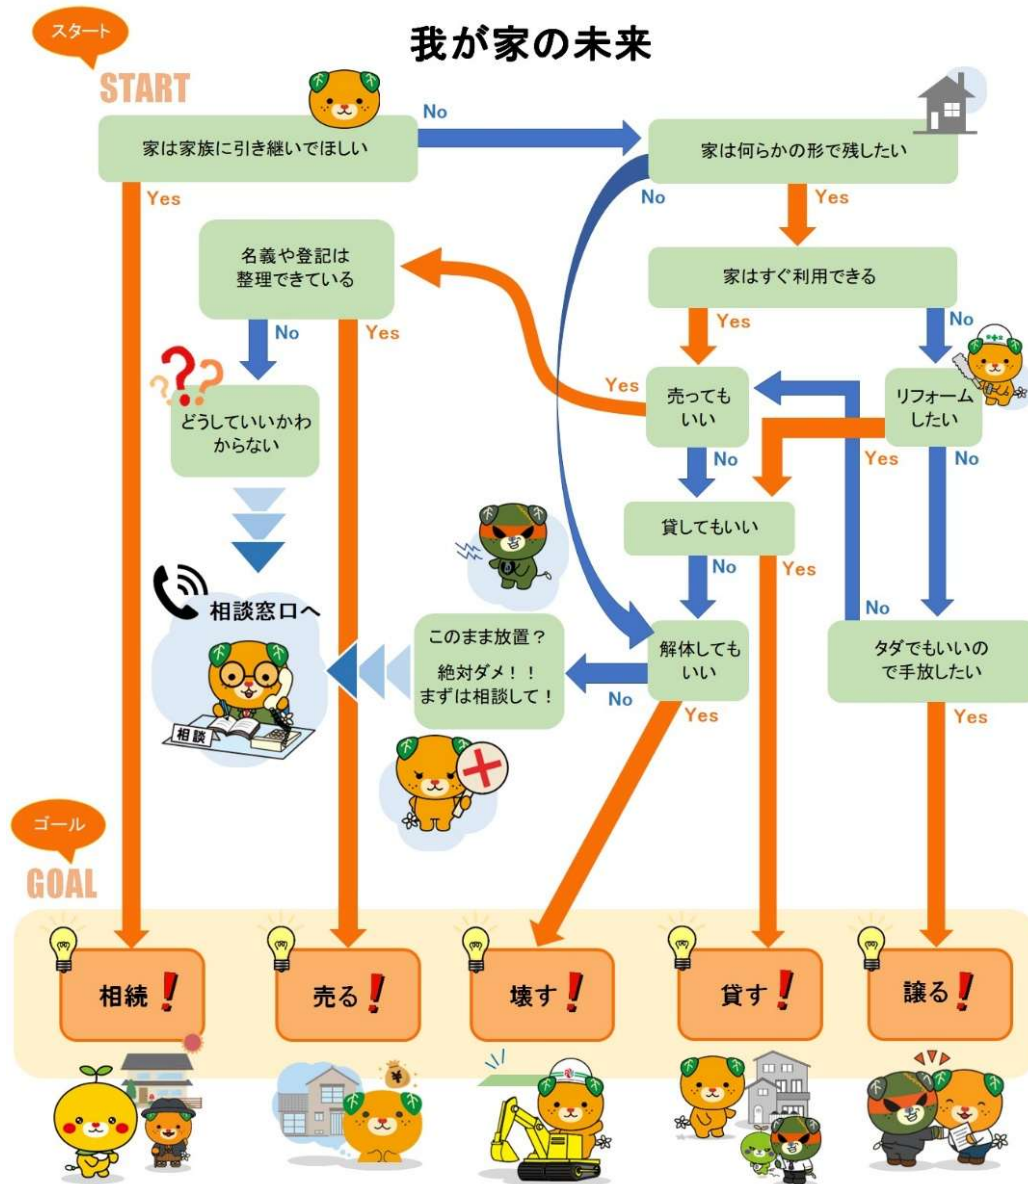 スタート
START
我が家の未来
家は家族に引き継いでほしい
No
Yes
家は何らかの形で残したい
No
Yes
名義や登記は
整理できている
No
Yes
家はすぐ利用できる
Yes
No
???
どうしていいかわ
からない
売っても
いい
Yes
No
リフォーム
したい
Yes
No
貸してもいい
No
Yes
相談窓口へ
相談
このまま放置?
絶対ダメ!!
まずは相談して!
解体しても
いい
No
Yes
タダでもいいの
で手放したい
No
Yes
ゴール
GOAL
相続!
売る!
壊す!
貸す!
譲る!
¥